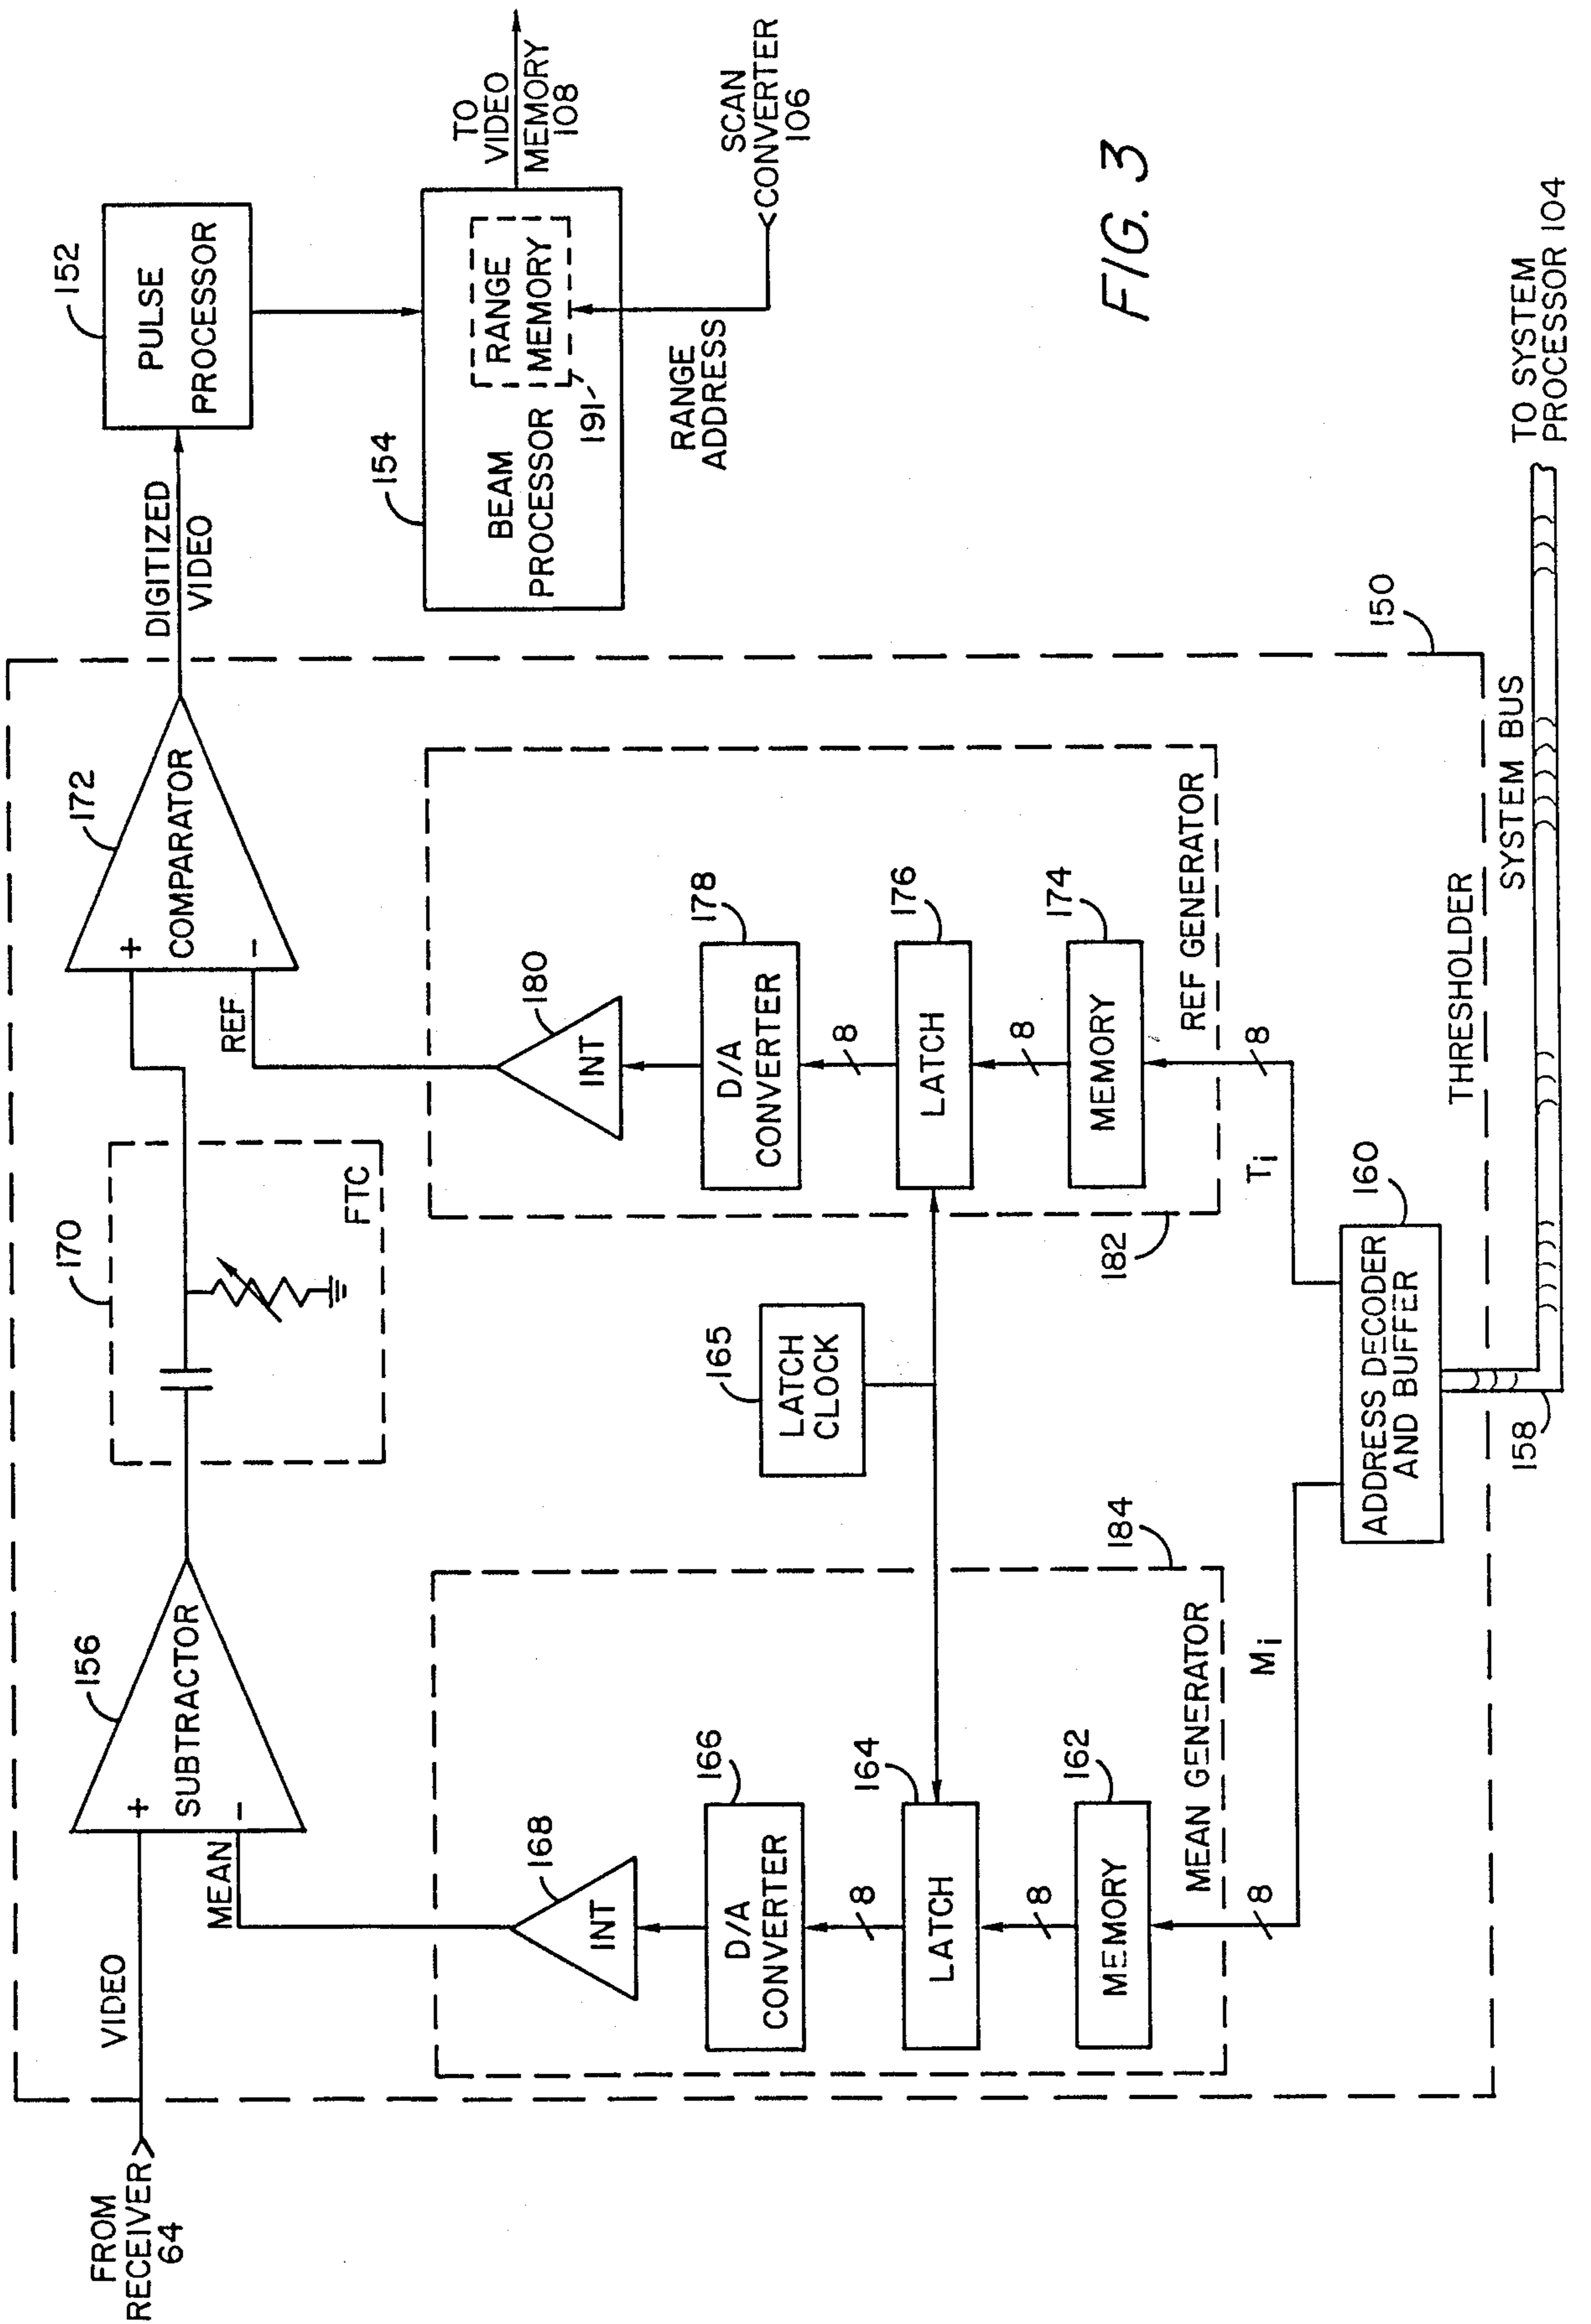 FROM
RECEIVER
64
VIDEO
MEAN
+
-
SUBTRACTOR
156
170
FTC
REF
+
-
COMPARATOR
172
DIGITIZED
VIDEO
152
PULSE
PROCESSOR
154
BEAM
PROCESSOR
RANGE
MEMORY
191
TO
VIDEO
MEMORY
108
RANGE
ADDRESS
SCAN
CONVERTER
106
168
INT
166
D/A
CONVERTER
8
164
LATCH
8
162
MEMORY
MEAN GENERATOR
184
8
Mi
165
LATCH
CLOCK
180
INT
178
D/A
CONVERTER
8
176
LATCH
8
174
MEMORY
REF GENERATOR
182
8
Ti
160
ADDRESS DECODER
AND BUFFER
158
THRESHOLDER
150
SYSTEM BUS
TO SYSTEM
PROCESSOR 104
FIG. 3